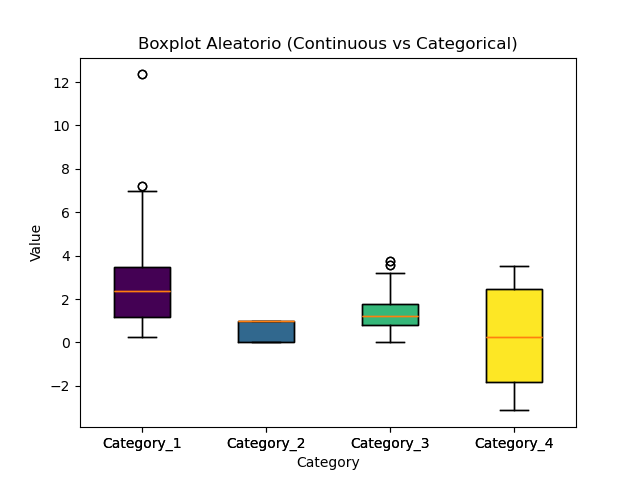 Boxplot Aleatorio (Continuous vs Categorical)
12
10
8
6
4
2
0
−2
Value
Category_1 Category_2 Category_3 Category_4
Category